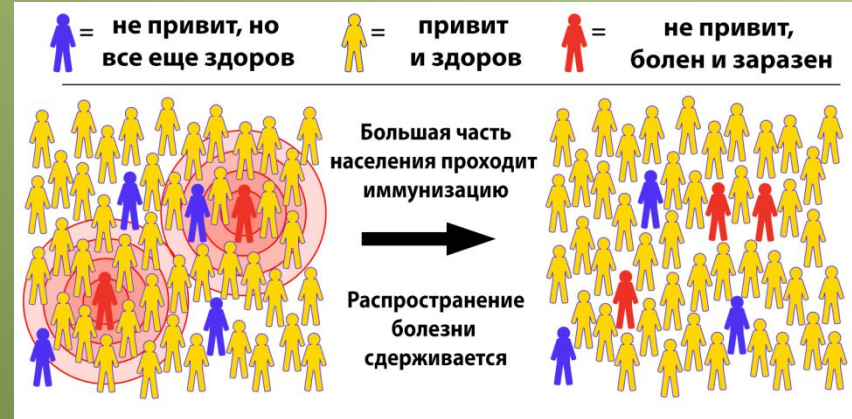 = не привит, но
все еще здоров
= привит
и здоров
= не привит,
болен и заразен
Большая часть
населения проходит
иммунизацию
Распространение
болезни
сдерживается